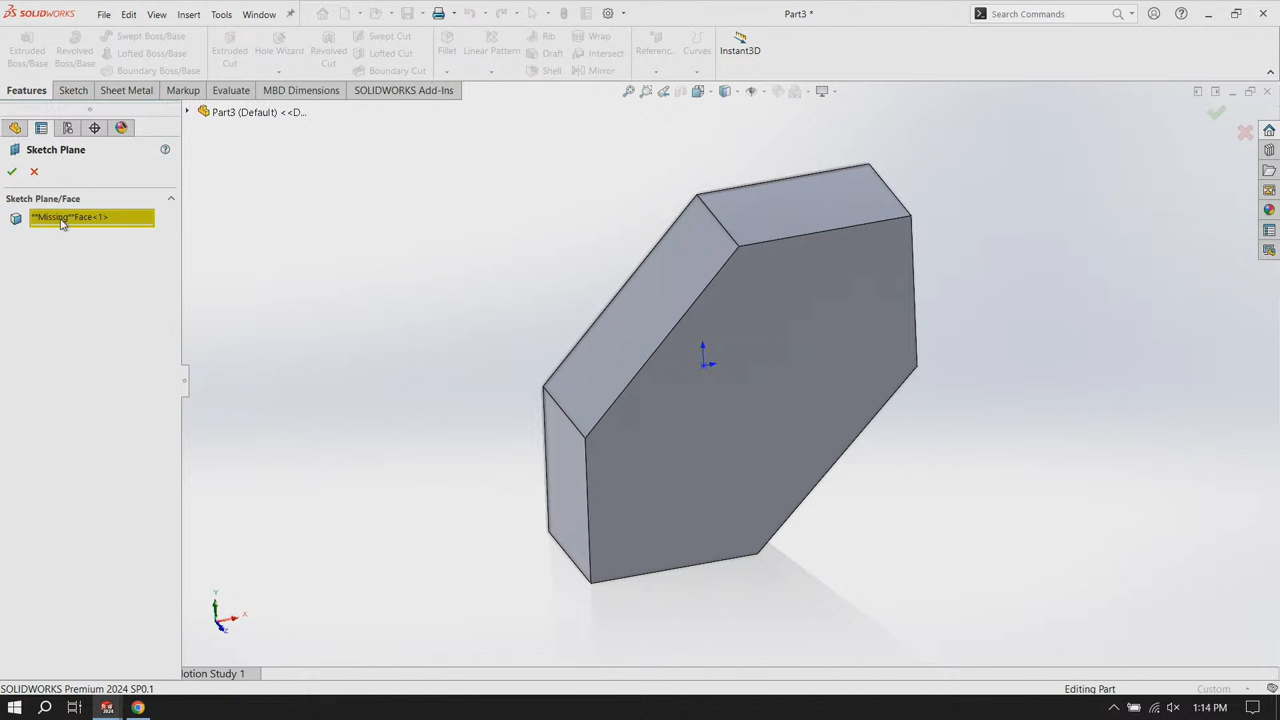 SOLIDWORKS File Edit View Insert Tools Window Part3 * Search Commands
Extruded Boss/Base
Revolved Boss/Base
Swept Boss/Base
Lofted Boss/Base
Boundary Boss/Base
Extruded Cut
Hole Wizard
Revolved Cut
Swept Cut
Lofted Cut
Boundary Cut
Fillet
Linear Pattern
Rib
Draft
Shell
Wrap
Intersect
Mirror
Referenc...
Curves
Instant3D
Features Sketch Sheet Metal Markup Evaluate MBD Dimensions SOLIDWORKS Add-Ins
Part3 (Default) <<D...
Sketch Plane
Sketch Plane/Face
**Missing**Face<1>
Y
X
Z
Motion Study 1
SOLIDWORKS Premium 2024 SP0.1 Editing Part Custom
1:14 PM